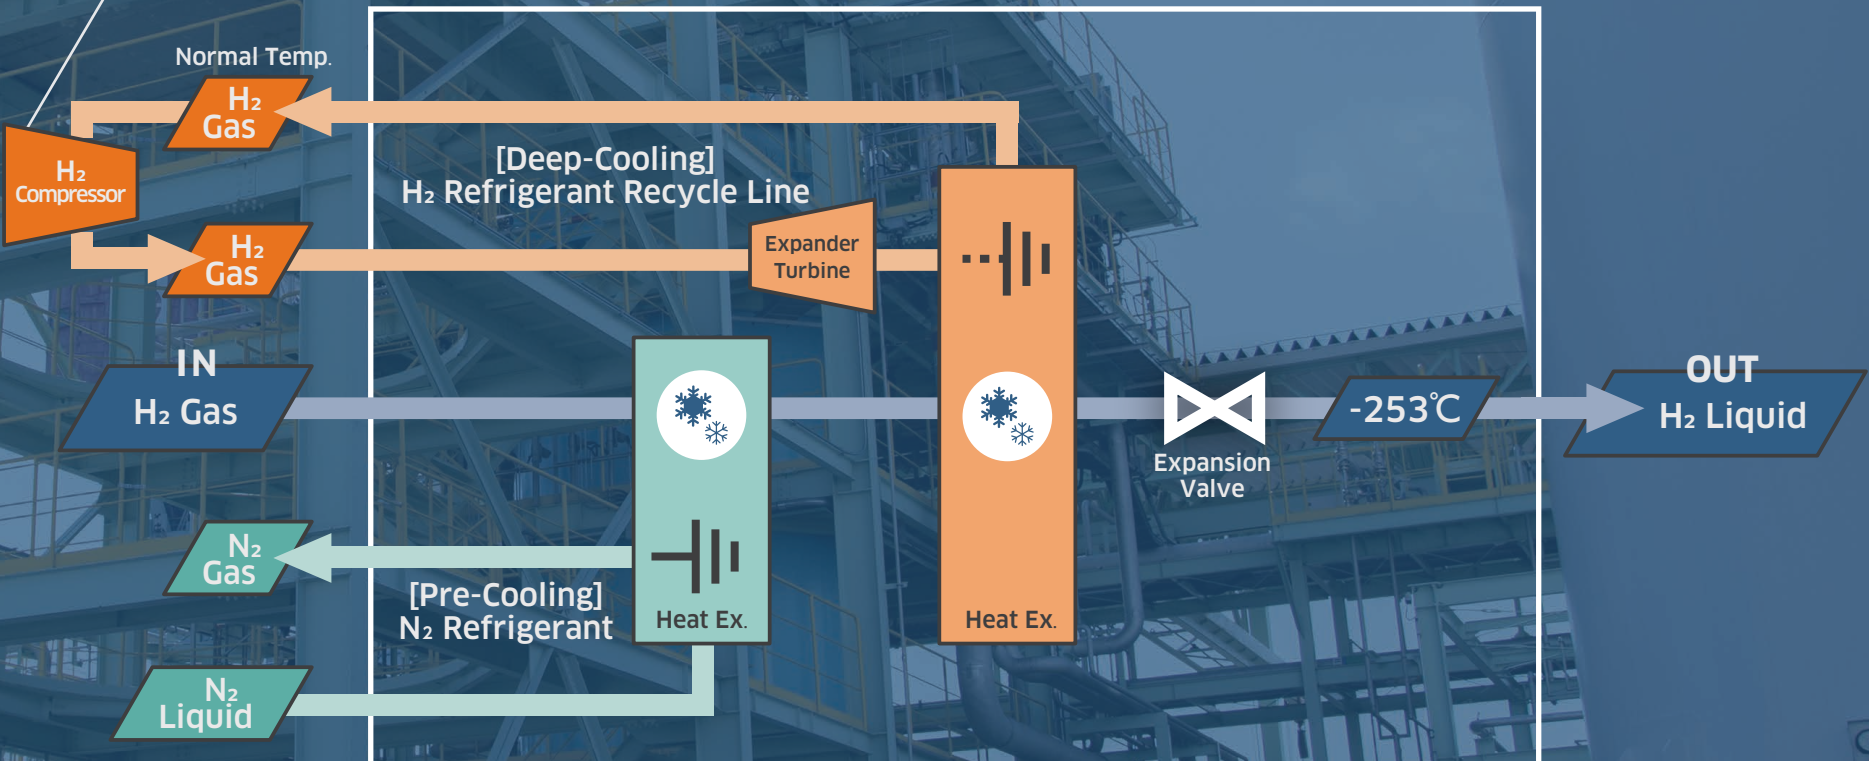 Normal Temp.
H₂
Gas
H₂
Compressor
[Deep-Cooling]
H₂ Refrigerant Recycle Line
H₂
Gas
Expander
Turbine
IN
H₂ Gas
Expansion
Valve
-253℃
OUT
H₂ Liquid
N₂
Gas
[Pre-Cooling]
N₂ Refrigerant
Heat Ex.
Heat Ex.
N₂
Liquid